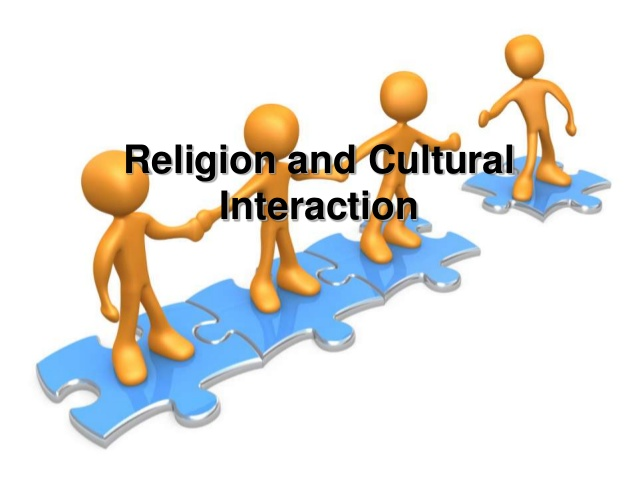 Religion and Cultural
Interaction